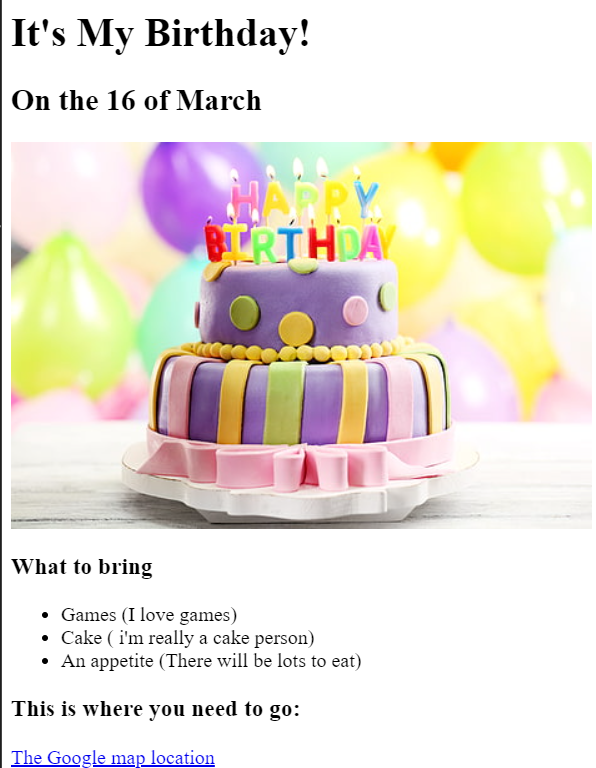 It's My Birthday!
On the 16 of March
HAPPY
BIRTHDAY
What to bring
Games (I love games)
Cake ( i'm really a cake person)
An appetite (There will be lots to eat)
This is where you need to go:
The Google map location